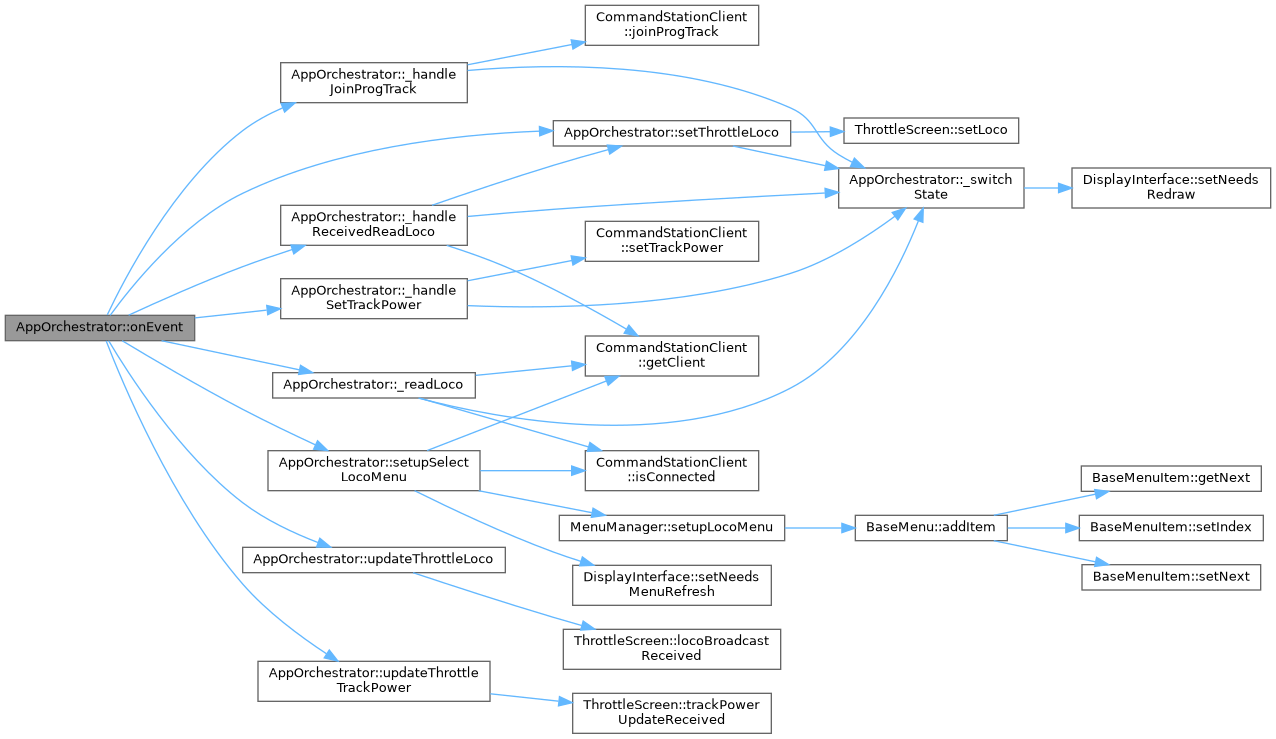 CommandStationClient
::joinProgTrack
AppOrchestrator::_handle
JoinProgTrack
AppOrchestrator::setThrottleLoco
ThrottleScreen::setLoco
AppOrchestrator::_switch
State
DisplayInterface::setNeeds
Redraw
AppOrchestrator::_handle
ReceivedReadLoco
CommandStationClient
::setTrackPower
AppOrchestrator::_handle
SetTrackPower
AppOrchestrator::onEvent
CommandStationClient
::getClient
AppOrchestrator::_readLoco
AppOrchestrator::setupSelect
LocoMenu
CommandStationClient
::isConnected
BaseMenuItem::getNext
MenuManager::setupLocoMenu
BaseMenu::addItem
BaseMenuItem::setIndex
AppOrchestrator::updateThrottleLoco
DisplayInterface::setNeeds
MenuRefresh
BaseMenuItem::setNext
ThrottleScreen::locoBroadcast
Received
AppOrchestrator::updateThrottle
TrackPower
ThrottleScreen::trackPower
UpdateReceived